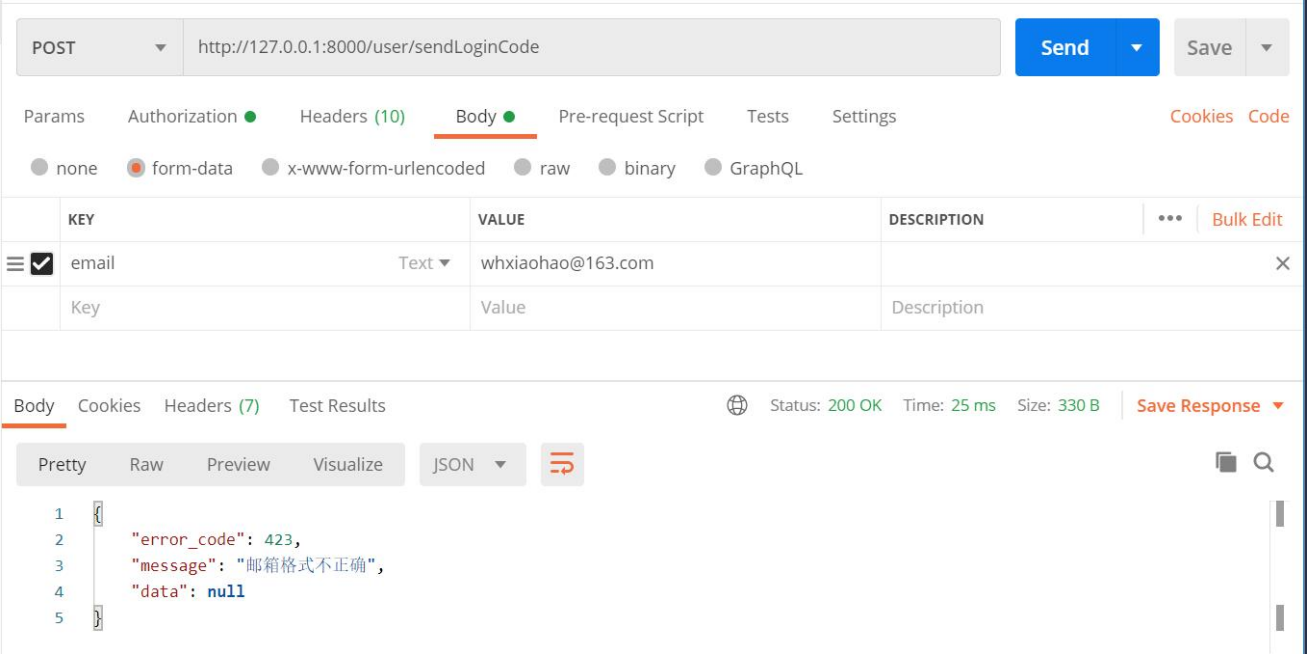 POST http://127.0.0.1:8000/user/sendLoginCode Send Save
Params Authorization Headers (10) Body Pre-request Script Tests Settings Cookies Code
none form-data x-www-form-urlencoded raw binary GraphQL
KEY VALUE DESCRIPTION ••• Bulk Edit
email Text whxiaohao@163.com
Key Value Description
Body Cookies Headers (7) Test Results Status: 200 OK Time: 25 ms Size: 330 B Save Response
Pretty Raw Preview Visualize JSON
1 {
2 "error_code": 423,
3 "message": "邮箱格式不正确",
4 "data": null
5 }